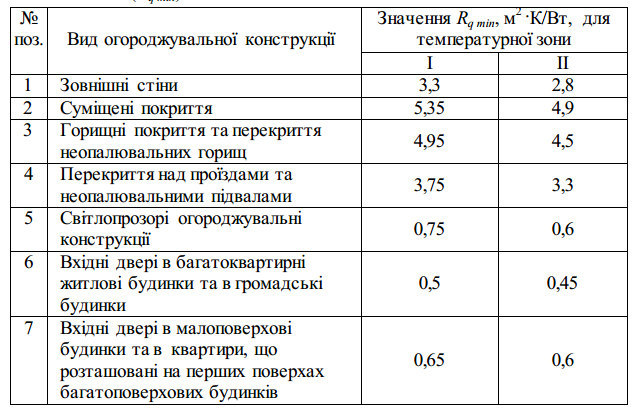 № поз.
Вид огороджувальної конструкції
Значення R q min, м² ·К/Вт, для
температурної зони
I II
1 Зовнішні стіни 3,3 2,8
2 Суміщені покриття 5,35 4,9
3 Горищні покриття та перекриття
неопалювальних горищ 4,95 4,5
4 Перекриття над проїздами та
неопалювальними підвалами 3,75 3,3
5 Світлопрозорі огороджувальні
конструкції 0,75 0,6
6 Вхідні двері в багатоквартирні
житлові будинки та в громадські
будинки 0,5 0,45
7 Вхідні двері в малоповерхові
будинки та в квартири, що
розташовані на перших поверхах
багатоповерхових будинків 0,65 0,6